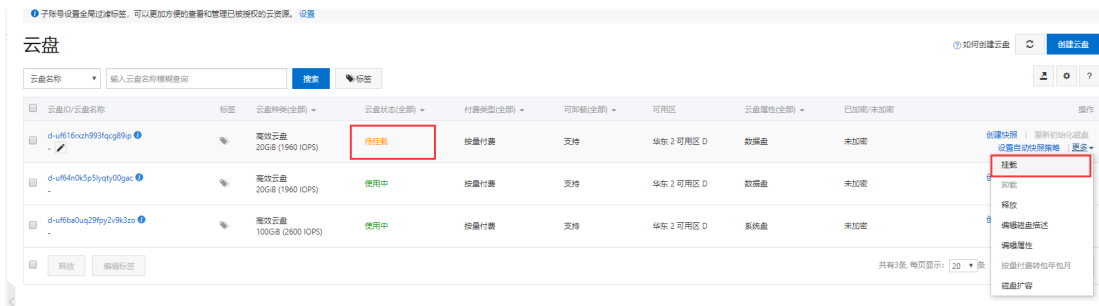 子账号设置全局过滤标签，可以更加方便的查看和管理已被授权的云资源。 设置
云盘
如何创建云盘 创建云盘
云盘名称 输入云盘名称模糊查询 搜索 标签
云盘ID/云盘名称 标签 云盘种类(全部) 云盘状态(全部) 付费类型(全部) 可卸载(全部) 可用区 云盘属性(全部) 已加密/未加密 操作
d-uf616rxzh993fqcg89ip 高效云盘 待挂载 按量付费 支持 华东 2 可用区 D 数据盘 未加密 创建快照 | 重新初始化磁盘
- 20GiB (1960 IOPS) 设置自动快照策略 | 更多
挂载
d-uf64n0k5p5lyqty00gac 高效云盘 使用中 按量付费 支持 华东 2 可用区 D 数据盘 未加密
- 20GiB (1960 IOPS)
卸载
释放
d-uf6ba0uq29fpy2v9k3zo 高效云盘 使用中 按量付费 支持 华东 2 可用区 D 系统盘 未加密
- 100GiB (2600 IOPS)
编辑磁盘描述
编辑属性
释放 编辑标签 共有3条, 每页显示: 20 条
按量付费转包年包月
磁盘扩容